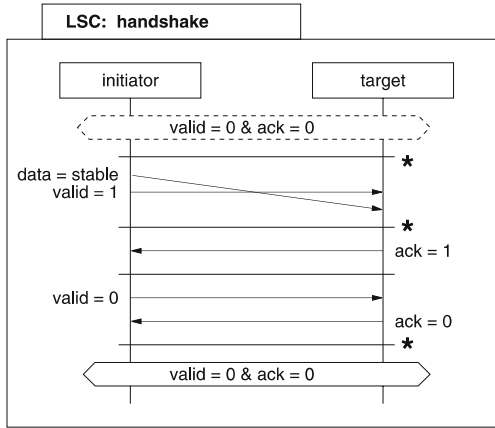 LSC: handshake
initiator target
valid = 0 & ack = 0
*
data = stable
valid = 1
*
ack = 1
valid = 0
ack = 0
*
valid = 0 & ack = 0